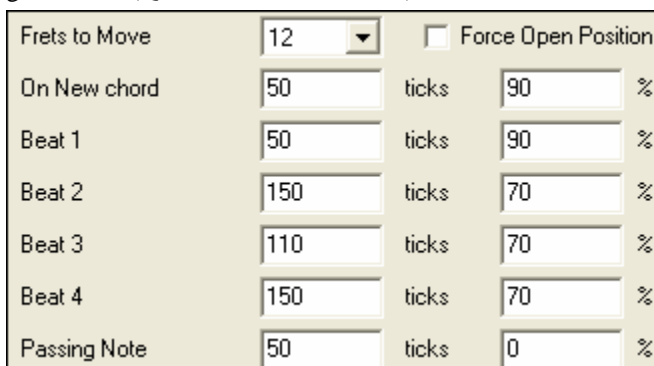 Frets to Move 12 Force Open Position
On New chord 50 ticks 90 %
Beat 1 50 ticks 90 %
Beat 2 150 ticks 70 %
Beat 3 110 ticks 70 %
Beat 4 150 ticks 70 %
Passing Note 50 ticks 0 %